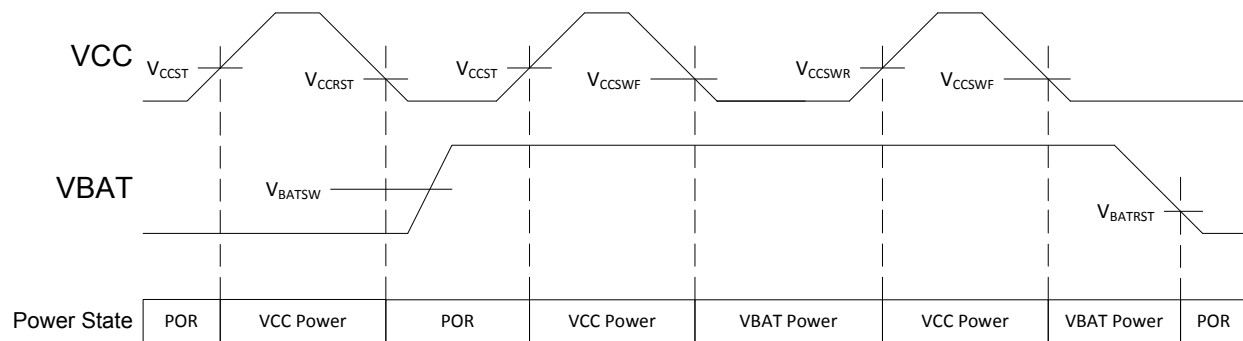 VCC
VCCST
VCCRST
VCCST
VCCSWF
VCCSWR
VCCSWF
VBAT
VBATSW
VBATRST
Power State POR VCC Power POR VCC Power VBAT Power VCC Power VBAT Power POR